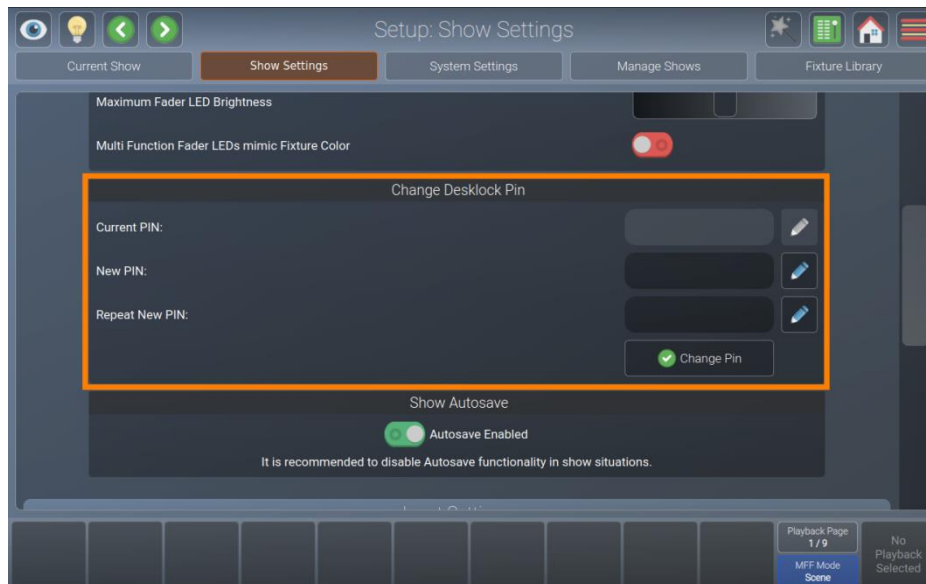 Setup: Show Settings
Current Show
Show Settings
System Settings
Manage Shows
Fixture Library
Maximum Fader LED Brightness
Multi Function Fader LEDs mimic Fixture Color
Change Desklock Pin
Current PIN:
New PIN:
Repeat New PIN:
Change Pin
Show Autosave
Autosave Enabled
It is recommended to disable Autosave functionality in show situations.
Playback Page
1 / 9
No
Playback
Selected
MFF Mode
Scene